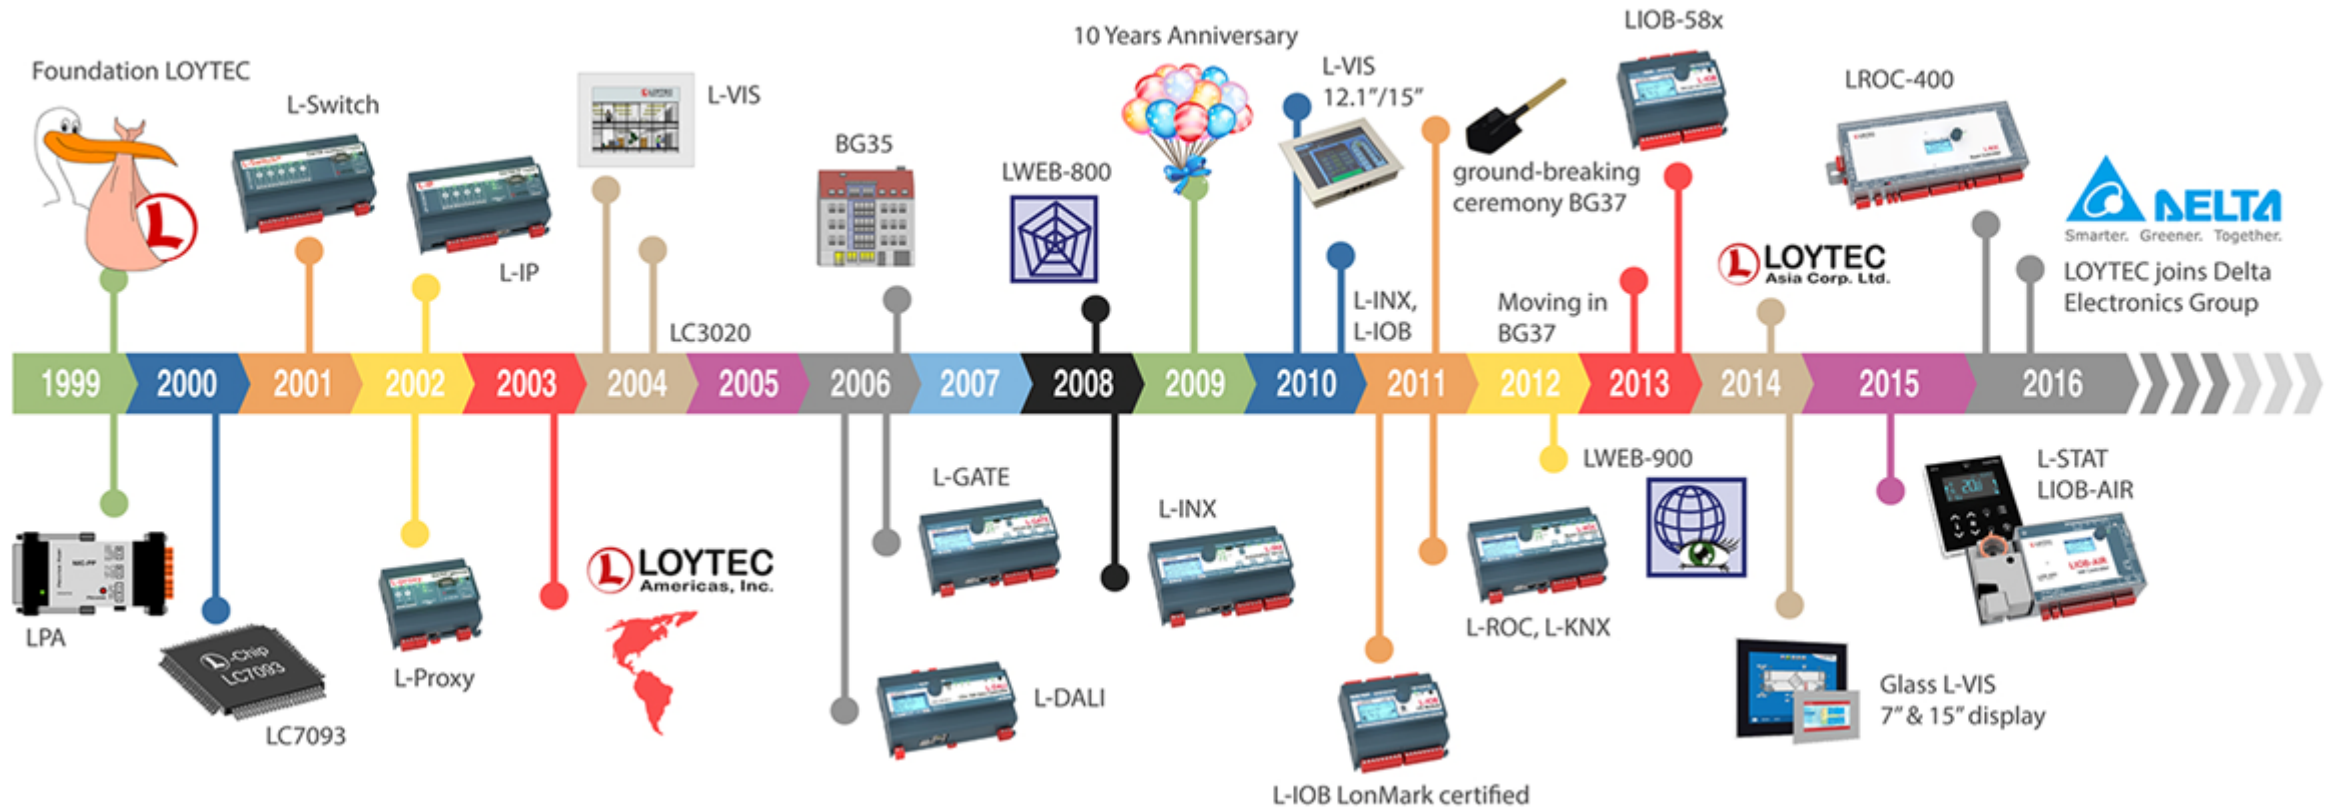 Foundation LOYTEC
L-Switch
L-IP
L-VIS
LC3020
BG35
LWEB-800
10 Years Anniversary
L-VIS
12.1”/15”
L-INX,
L-IOB
ground-breaking
ceremony BG37
Moving in
BG37
LIOB-58x
LOYTEC
Asia Corp. Ltd.
LROC-400
DELTA
Smarter. Greener. Together.
LOYTEC joins Delta
Electronics Group
1999
2000
2001
2002
2003
2004
2005
2006
2007
2008
2009
2010
2011
2012
2013
2014
2015
2016
LPA
L-Chip
LC7093
LC7093
L-Proxy
LOYTEC
Americas, Inc.
L-GATE
L-DALI
L-INX
L-IOB LonMark certified
L-ROC, L-KNX
LWEB-900
Glass L-VIS
7” & 15” display
L-STAT
LIOB-AIR
LIOB-AIR